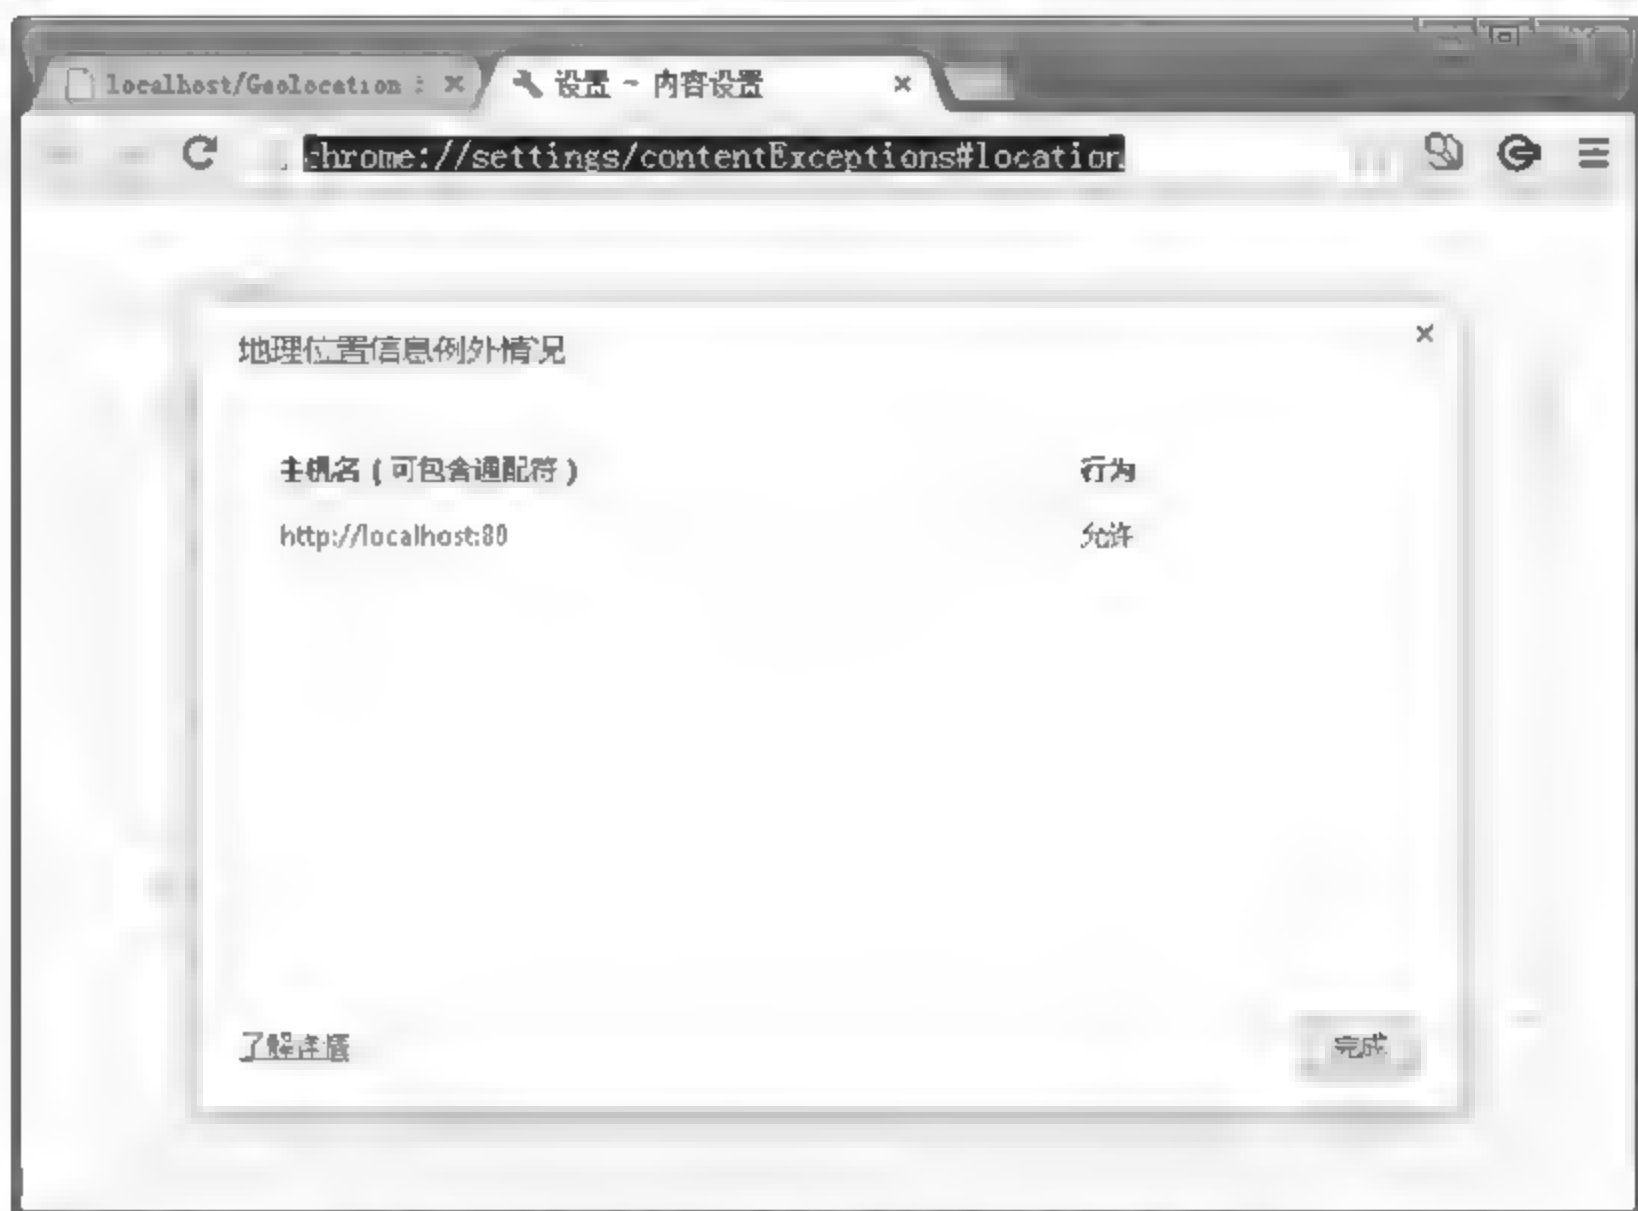 localhost/Geolocation
设置 - 内容设置
chrome://settings/contentExceptions#location
地理位置信息例外情况
主机名 ( 可包含通配符 )
行为
http://localhost:80
允许
了解详情
完成